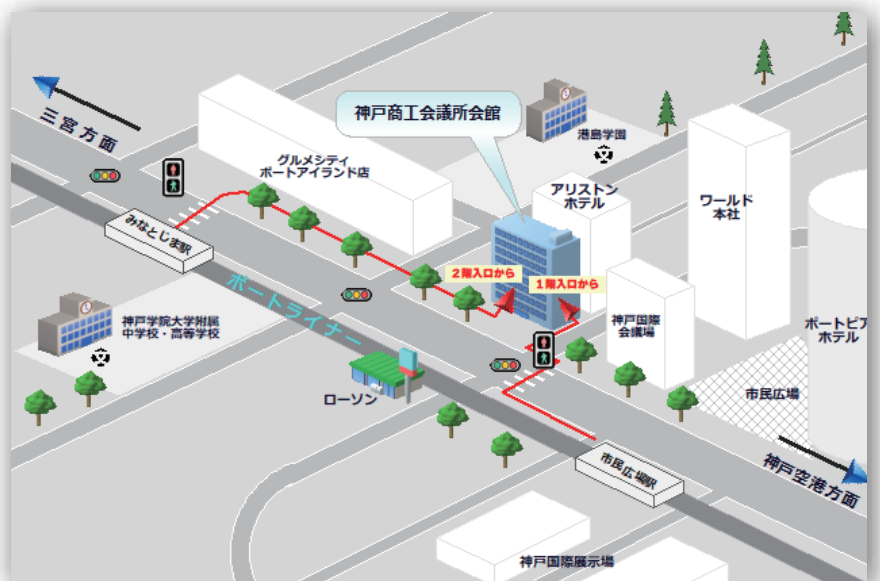 三宮方面
神戸商工会議所会館
港島学園
グルメシティ
ポートアイランド店
アリストン
ホテル
ワールド
本社
みなとじま駅
2階入口から
1階入口から
ポートライナー
神戸国際
会議場
ポートピア
ホテル
神戸学院大学附属
中学校・高等学校
ローソン
市民広場
市民広場駅
神戸空港方面
神戸国際展示場